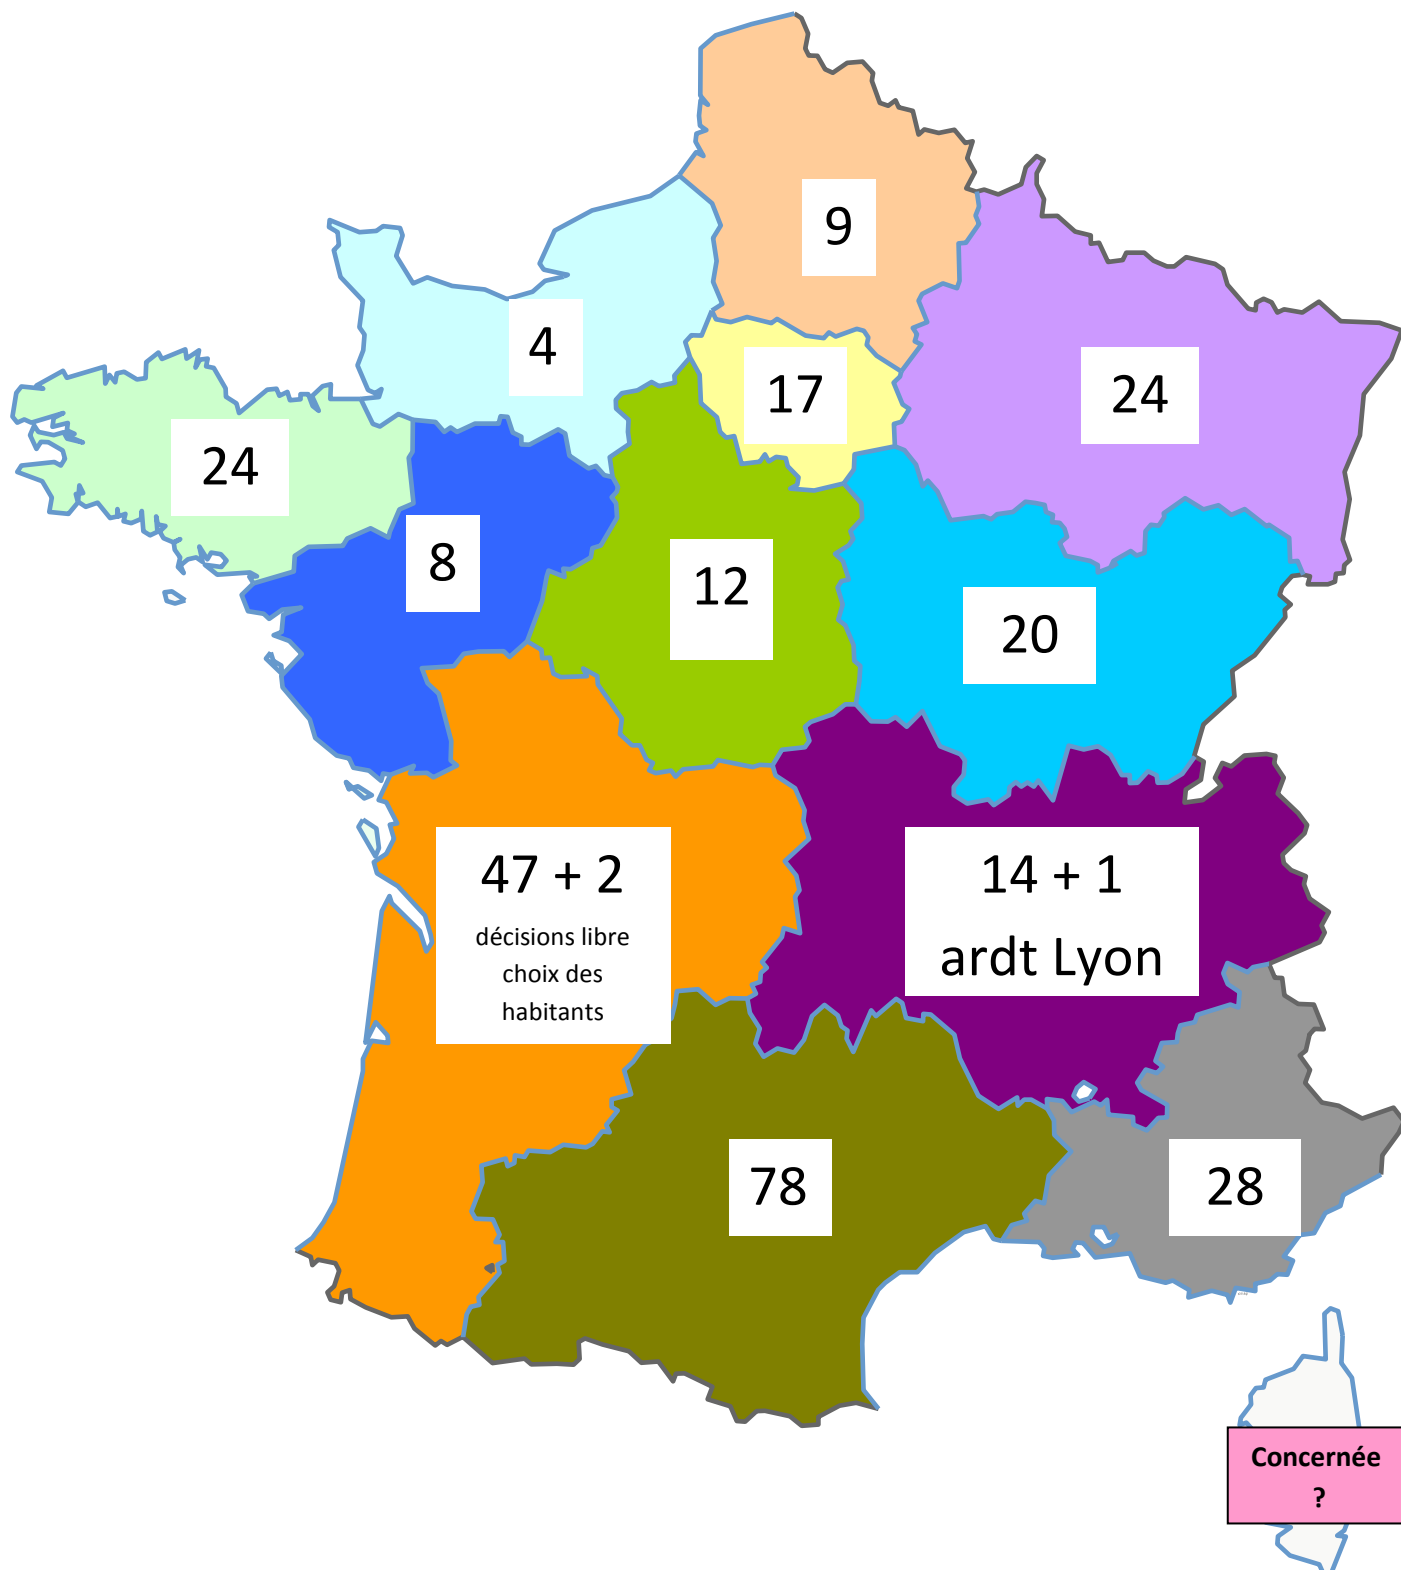 9
4
17
24
24
8
12
20
47 + 2
décisions libre
choix des
habitants
14 + 1
ardt Lyon
78
28
Concernée
?